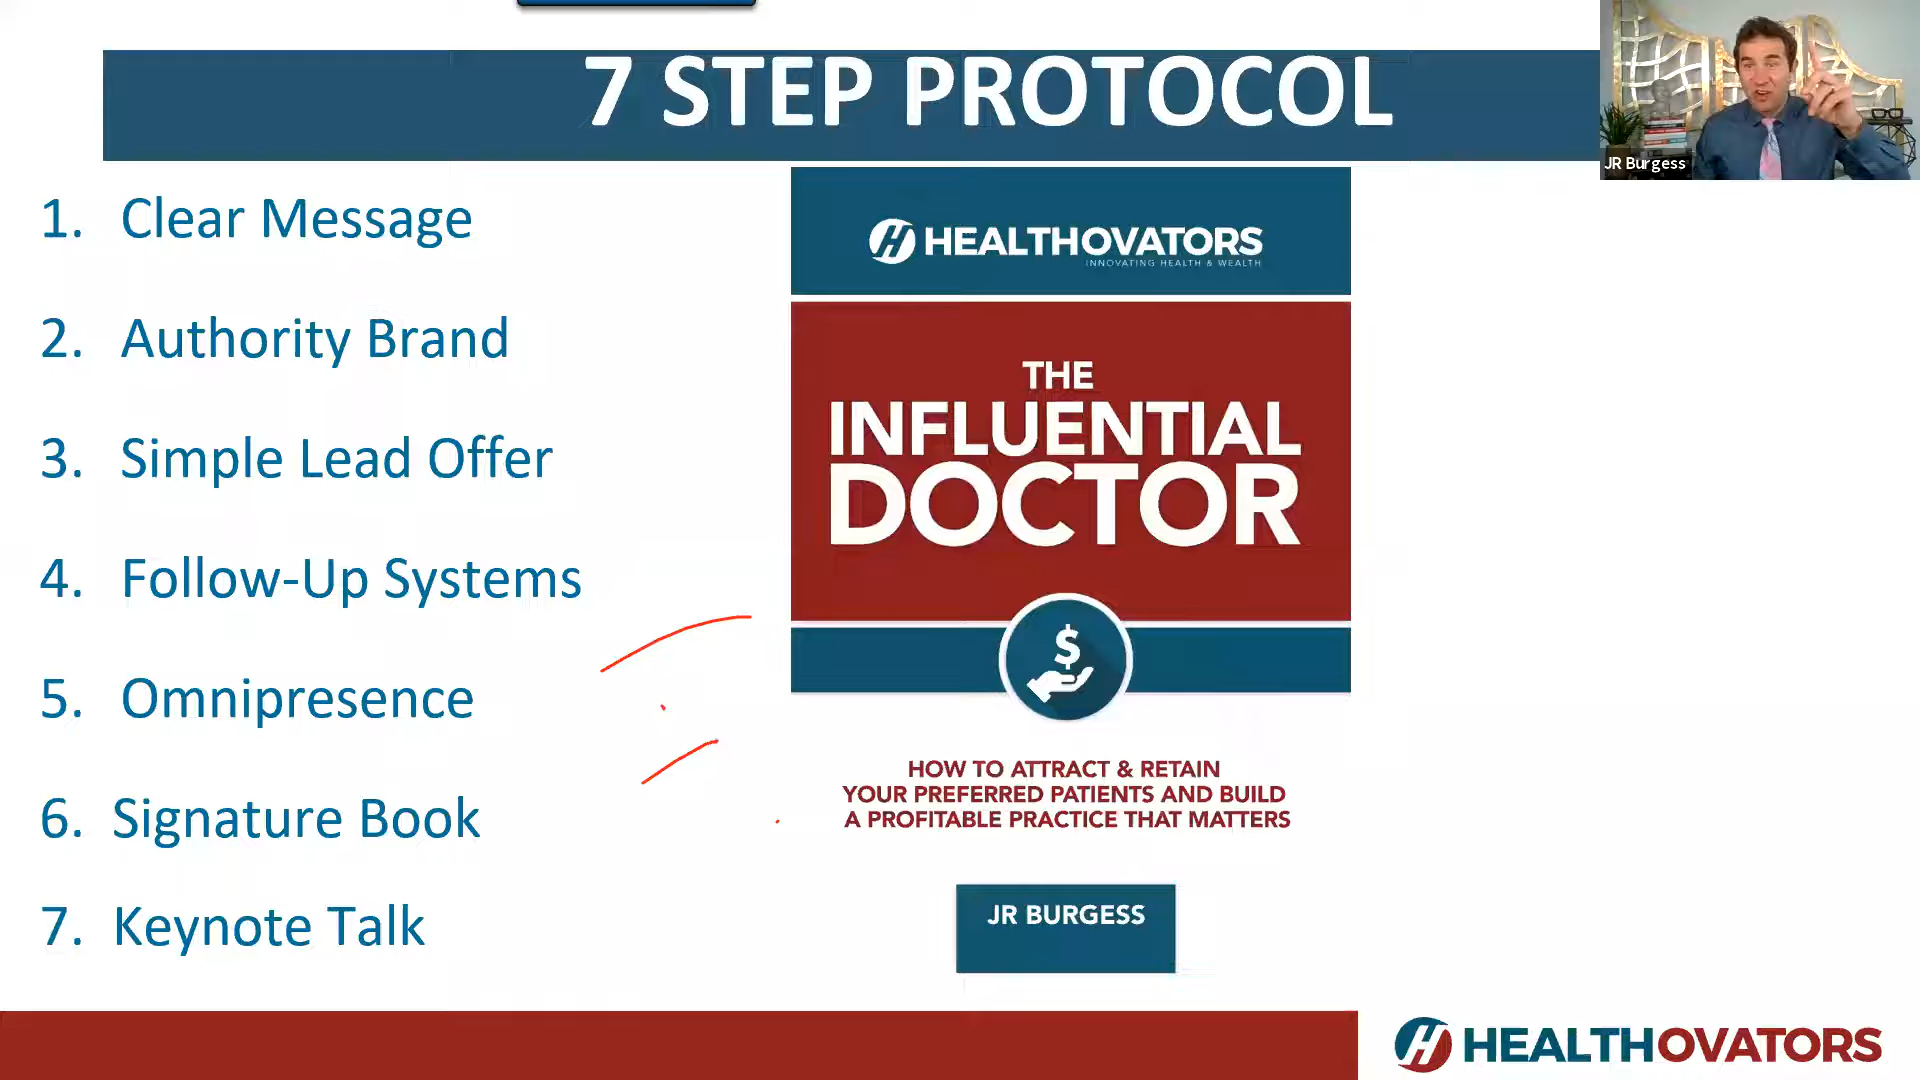 7 STEP PROTOCOL
JR Burgess
1. Clear Message
2. Authority Brand
3. Simple Lead Offer
4. Follow-Up Systems
5. Omnipresence
6. Signature Book
7. Keynote Talk
HEALTHOVATORS
INNOVATING HEALTH & WEALTH
THE
INFLUENTIAL
DOCTOR
$
HOW TO ATTRACT & RETAIN
YOUR PREFERRED PATIENTS AND BUILD
A PROFITABLE PRACTICE THAT MATTERS
JR BURGESS
HEALTHOVATORS